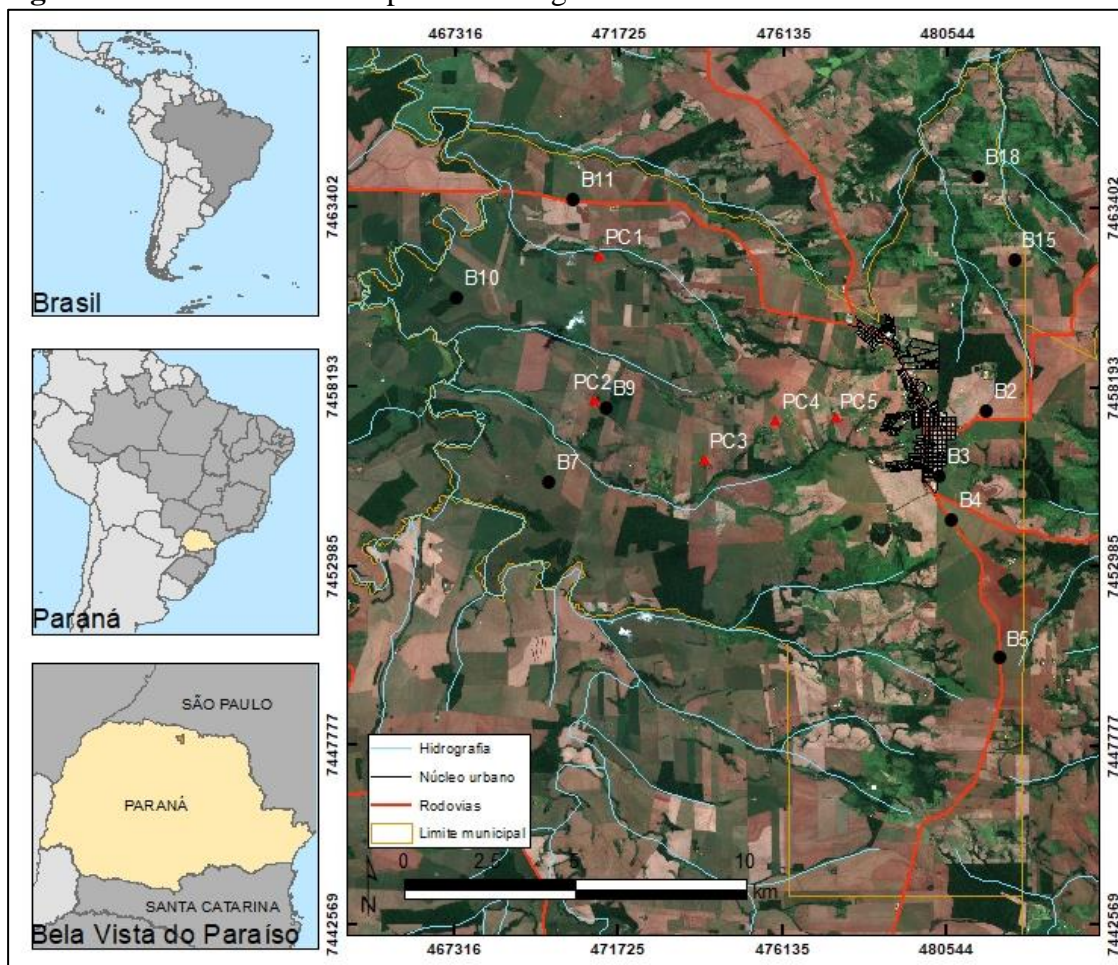 Brasil
Paraná
SÃO PAULO
PARANÁ
SANTA CATARINA
Bela Vista do Paraíso
467316 471725 476135 480544
7463402
7458193
7452985
7447777
7442569
7463402
7458193
7452985
7447777
7442569
B18
B11
B15
PC1
B10
PC2
B9
PC4
PC5
B2
PC3
B7
B3
B4
B5
Hidrografia
Núcleo urbano
Rodovias
Limite municipal
0 2,5 5 10
km
N
467316 471725 476135 480544